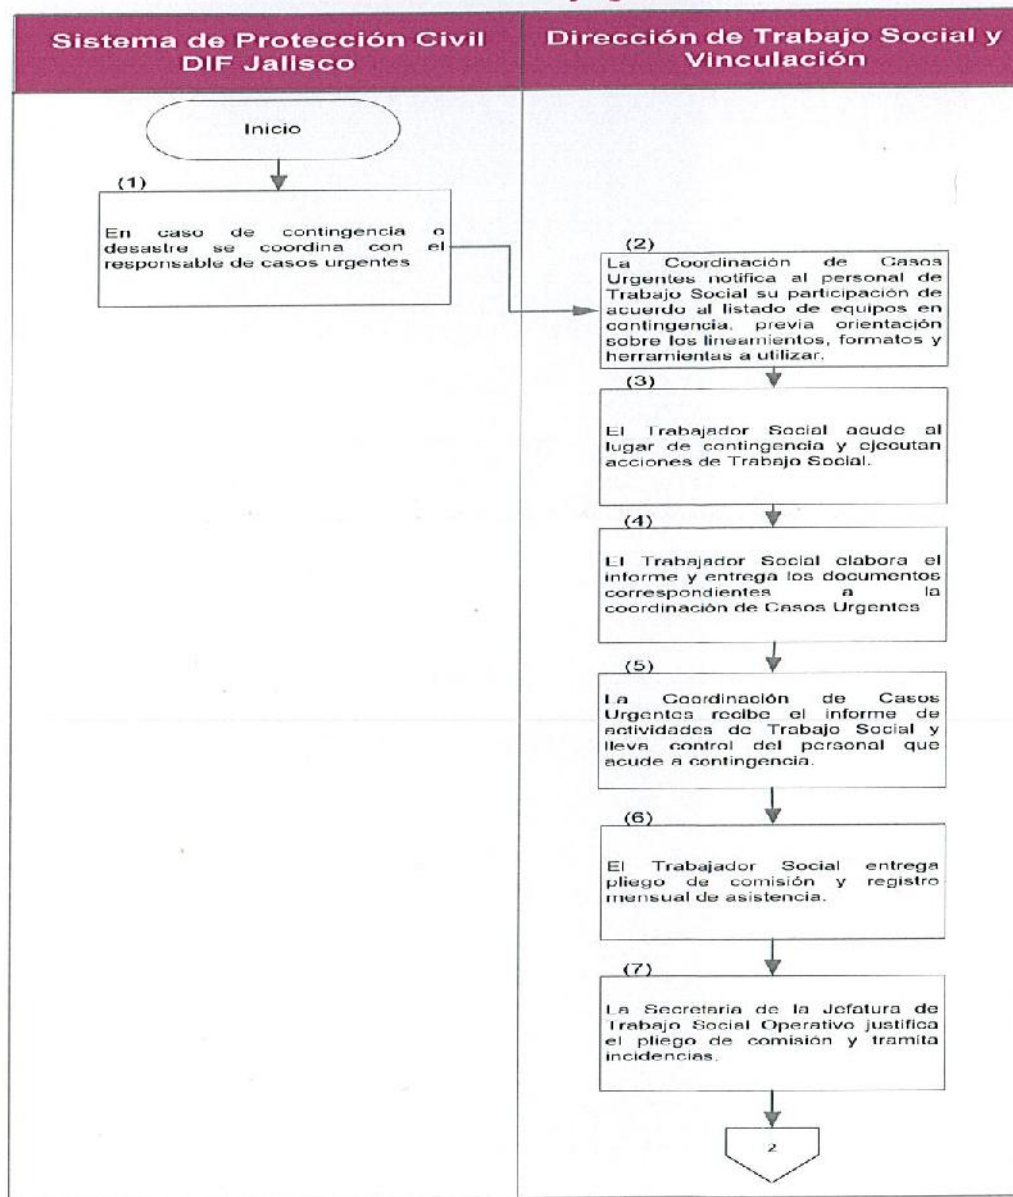 Sistema de Protección Civil
DIF Jalisco
Dirección de Trabajo Social y
Vinculación
Inicio
(1)
En caso de contingencia o
desastre se coordina con el
responsable de casos urgentes
(2)
La Coordinación de Casos
Urgentes notifica al personal de
Trabajo Social su participación de
acuerdo al listado de equipos en
contingencia, previa orientación
sobre los lineamientos, formatos y
herramientas a utilizar.
(3)
El Trabajador Social acude al
lugar de contingencia y ejecutan
acciones de Trabajo Social.
(4)
El Trabajador Social elabora el
informe y entrega los documentos
correspondientes a la
coordinación de Casos Urgentes
(5)
La Coordinación de Casos
Urgentes recibe el informe de
actividades de Trabajo Social y
lleva control del personal que
acude a contingencia.
(6)
El Trabajador Social entrega
pliego de comisión y registro
mensual de asistencia.
(7)
La Secretaria de la Jefatura de
Trabajo Social Operativo justifica
el pliego de comisión y tramita
incidencias.
2